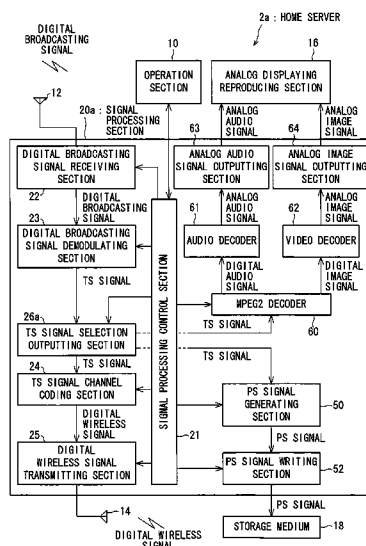 2a : HOME SERVER
DIGITAL
BROADCASTING
SIGNAL
10
16
OPERATION
SECTION
ANALOG DISPLAYING
REPRODUCING SECTION
12
20a : SIGNAL
PROCESSING
SECTION
ANALOG
AUDIO
SIGNAL
ANALOG
IMAGE
SIGNAL
63
64
DIGITAL BROADCASTING
SIGNAL RECEIVING
SECTION
ANALOG AUDIO
SIGNAL OUTPUTTING
SECTION
ANALOG IMAGE
SIGNAL OUTPUTTING
SECTION
22
DIGITAL
BROADCASTING
SIGNAL
23
ANALOG
AUDIO
SIGNAL
ANALOG
IMAGE
SIGNAL
61
62
DIGITAL BROADCASTING
SIGNAL DEMODULATING
SECTION
AUDIO DECODER
VIDEO DECODER
DIGITAL
AUDIO
SIGNAL
DIGITAL
IMAGE
SIGNAL
TS SIGNAL
SIGNAL PROCESSING CONTROL SECTION
MPEG2 DECODER
60
26a
TS SIGNAL SELECTION
OUTPUTTING SECTION
TS SIGNAL
TS SIGNAL
24
TS SIGNAL
TS SIGNAL CHANNEL
CODING SECTION
PS SIGNAL
GENERATING
SECTION
50
DIGITAL
WIRELESS
SIGNAL
25
21
PS SIGNAL
DIGITAL
WIRELESS SIGNAL
TRANSMITTING SECTION
PS SIGNAL WRITING
SECTION
52
14
PS SIGNAL
DIGITAL WIRELESS
SIGNAL
STORAGE MEDIUM
18